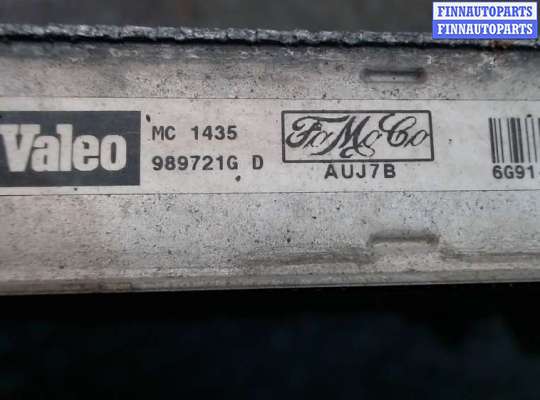 FINNAUTOPARTS
FINNAUTOPARTS
Valeo
MC 1435
989721G D
FoMoCo
AUJ7B
6G91